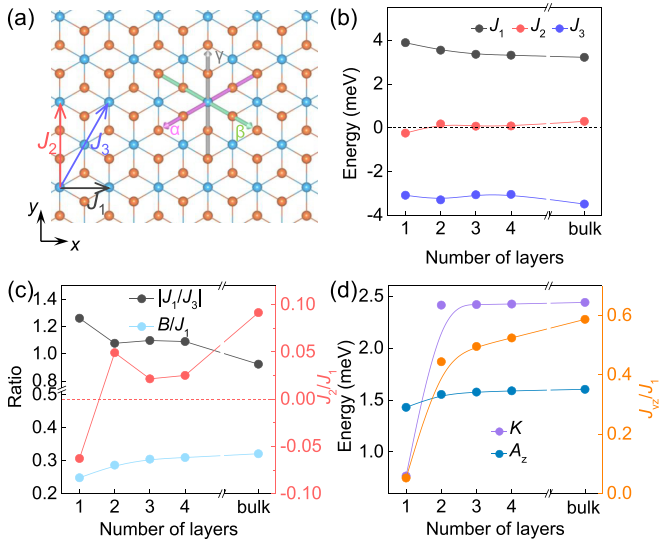 (a)
γ
α
β
J2
J3
J1
y
x
(b)
J1 J2 J3
Energy (meV)
4
2
0
-2
-4
1 2 3 4 bulk
Number of layers
(c)
|J1/J3|
B/J1
Ratio
1.4
1.2
1.0
0.8
0.5
0.4
0.3
0.2
0.10
0.05
0.00
-0.05
-0.10
J2/J1
1 2 3 4 bulk
Number of layers
(d)
K
Az
Energy (meV)
2.5
2.0
1.5
1.0
0.6
0.4
0.2
0.0
Jyz/J1
1 2 3 4 bulk
Number of layers